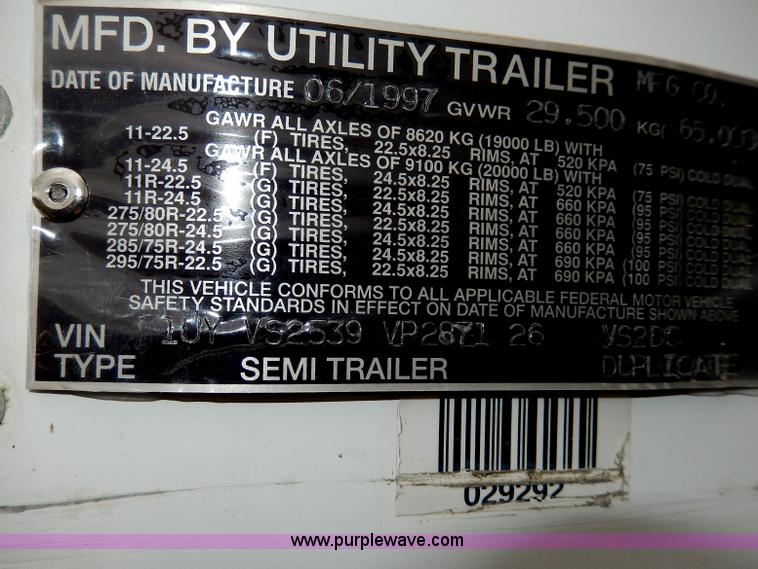 MFD. BY UTILITY TRAILER MFG CO.
DATE OF MANUFACTURE 06/1997 GVWR 29.500 KG( 65.000
GAWR ALL AXLES OF 8620 KG (19000 LB) WITH
11-22.5 (F) TIRES, 22.5x8.25 RIMS, AT 520 KPA (75 PSI) COLD DUAL
GAWR ALL AXLES OF 9100 KG (20000 LB) WITH
11-24.5 (F) TIRES, 24.5x8.25 RIMS, AT 520 KPA (75 PSI) COLD DUAL
11R-22.5 (G) TIRES, 22.5x8.25 RIMS, AT 660 KPA (95 PSI) COLD DUAL
11R-24.5 (G) TIRES, 24.5x8.25 RIMS, AT 660 KPA (95 PSI) COLD DUAL
275/80R-22.5 (G) TIRES, 22.5x8.25 RIMS, AT 660 KPA (95 PSI) COLD DUAL
275/80R-24.5 (G) TIRES, 24.5x8.25 RIMS, AT 660 KPA (95 PSI) COLD DUAL
285/75R-24.5 (G) TIRES, 24.5x8.25 RIMS, AT 690 KPA (100 PSI) COLD DUAL
295/75R-22.5 (G) TIRES, 22.5x8.25 RIMS, AT 690 KPA (100 PSI) COLD DUAL
THIS VEHICLE CONFORMS TO ALL APPLICABLE FEDERAL MOTOR VEHICLE
SAFETY STANDARDS IN EFFECT ON DATE OF MANUFACTURE SHOWN ABOVE
VIN 1UY VS2539 VP2871 26 VS2DC
TYPE SEMI TRAILER DUPLICATE
029292
www.purplewave.com